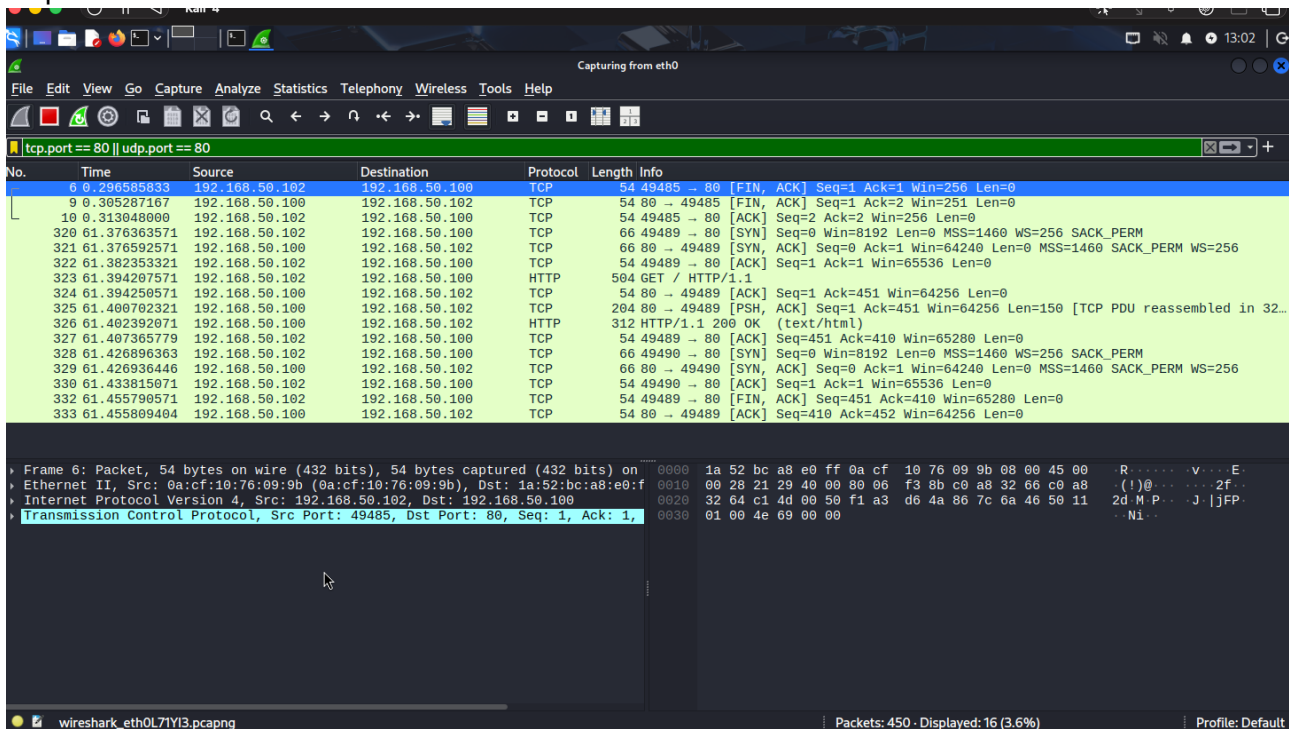 Kali 4
13:02
Capturing from eth0
File Edit View Go Capture Analyze Statistics Telephony Wireless Tools Help
tcp.port == 80 || udp.port == 80
No. Time Source Destination Protocol Length Info
6 0.296585833 192.168.50.102 192.168.50.100 TCP 54 49485 → 80 [FIN, ACK] Seq=1 Ack=1 Win=256 Len=0
9 0.305287167 192.168.50.100 192.168.50.102 TCP 54 80 → 49485 [FIN, ACK] Seq=1 Ack=2 Win=251 Len=0
10 0.313048000 192.168.50.102 192.168.50.100 TCP 54 49485 → 80 [ACK] Seq=2 Ack=2 Win=256 Len=0
320 61.376363571 192.168.50.102 192.168.50.100 TCP 66 49489 → 80 [SYN] Seq=0 Win=8192 Len=0 MSS=1460 WS=256 SACK_PERM
321 61.376592571 192.168.50.100 192.168.50.102 TCP 66 80 → 49489 [SYN, ACK] Seq=0 Ack=1 Win=64240 Len=0 MSS=1460 SACK_PERM WS=256
322 61.382353321 192.168.50.102 192.168.50.100 TCP 54 49489 → 80 [ACK] Seq=1 Ack=1 Win=65536 Len=0
323 61.394207571 192.168.50.102 192.168.50.100 HTTP 504 GET / HTTP/1.1
324 61.394250571 192.168.50.100 192.168.50.102 TCP 54 80 → 49489 [ACK] Seq=1 Ack=451 Win=64256 Len=0
325 61.400702321 192.168.50.100 192.168.50.102 TCP 204 80 → 49489 [PSH, ACK] Seq=1 Ack=451 Win=64256 Len=150 [TCP PDU reassembled in 32…
326 61.402392071 192.168.50.100 192.168.50.102 HTTP 312 HTTP/1.1 200 OK (text/html)
327 61.407365779 192.168.50.102 192.168.50.100 TCP 54 49489 → 80 [ACK] Seq=451 Ack=410 Win=65280 Len=0
328 61.426896363 192.168.50.102 192.168.50.100 TCP 66 49490 → 80 [SYN] Seq=0 Win=8192 Len=0 MSS=1460 WS=256 SACK_PERM
329 61.426936446 192.168.50.100 192.168.50.102 TCP 66 80 → 49490 [SYN, ACK] Seq=0 Ack=1 Win=64240 Len=0 MSS=1460 SACK_PERM WS=256
330 61.433815071 192.168.50.102 192.168.50.100 TCP 54 49490 → 80 [ACK] Seq=1 Ack=1 Win=65536 Len=0
332 61.455790571 192.168.50.102 192.168.50.100 TCP 54 49489 → 80 [FIN, ACK] Seq=451 Ack=410 Win=65280 Len=0
333 61.455809404 192.168.50.100 192.168.50.102 TCP 54 80 → 49489 [ACK] Seq=410 Ack=452 Win=64256 Len=0
Frame 6: Packet, 54 bytes on wire (432 bits), 54 bytes captured (432 bits) on
Ethernet II, Src: 0a:cf:10:76:09:9b (0a:cf:10:76:09:9b), Dst: 1a:52:bc:a8:e0:f
Internet Protocol Version 4, Src: 192.168.50.102, Dst: 192.168.50.100
Transmission Control Protocol, Src Port: 49485, Dst Port: 80, Seq: 1, Ack: 1,
0000 1a 52 bc a8 e0 ff 0a cf 10 76 09 9b 08 00 45 00 ·R······ ·v····E·
0010 00 28 21 29 40 00 80 06 f3 8b c0 a8 32 66 c0 a8 ·(!)@··· ····2f··
0020 32 64 c1 4d 00 50 f1 a3 d6 4a 86 7c 6a 46 50 11 2d·M·P·· ·J·|jFP·
0030 01 00 4e 69 00 00 ··Ni··
wireshark_eth0L71YI3.pcapng
Packets: 450 · Displayed: 16 (3.6%)
Profile: Default